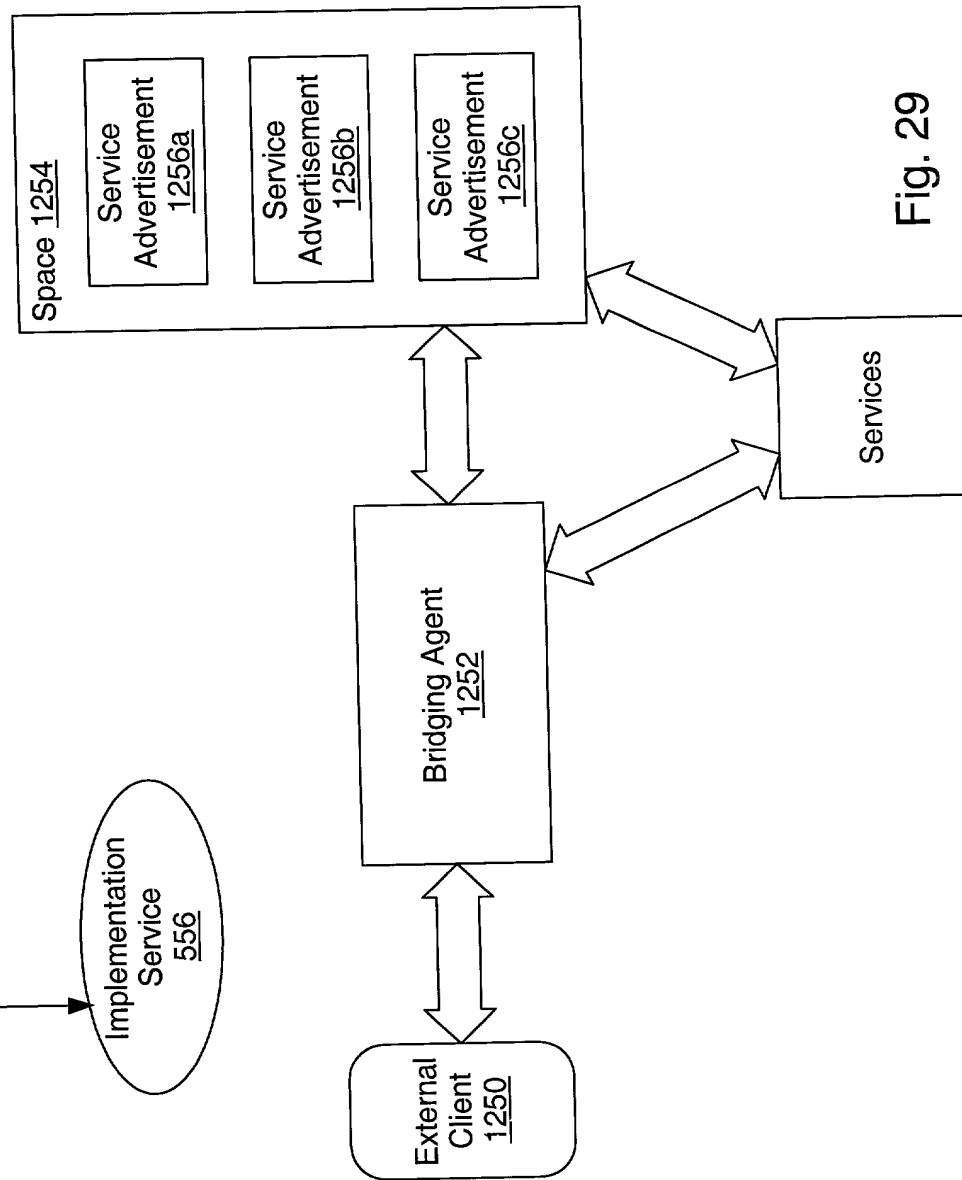 Implementation
Service
556
External
Client
1250
Bridging Agent
1252
Space 1254
Service
Advertisement
1256a
Service
Advertisement
1256b
Service
Advertisement
1256c
Services
Fig. 29